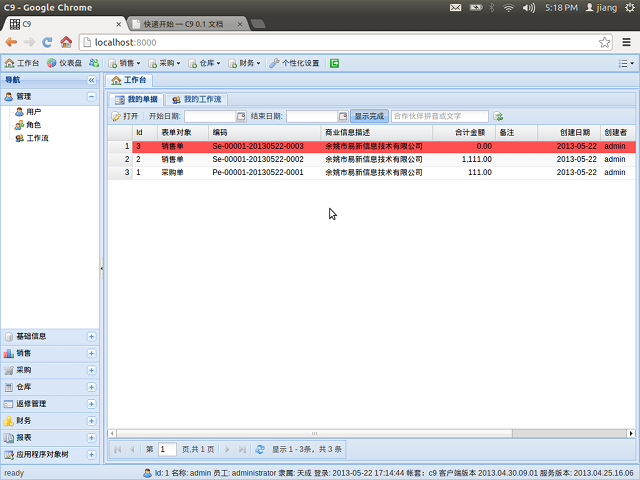 C9 - Google Chrome
5:18 PM
jiang
C9
快速开始 — C9 0.1 文档
localhost:8000
工作台 仪表盘 销售 采购 仓库 财务 个性化设置
导航
管理
用户
角色
工作流
基础信息
销售
采购
仓库
返修管理
财务
报表
应用程序对象树
工作台
我的单据 我的工作流
打开 开始日期: 结束日期: 显示完成 合作伙伴拼音或文字
Id 表单对象 编码 商业信息描述 合计金额 备注 创建日期 创建者
1 3 销售单 Se-00001-20130522-0003 余姚市易新信息技术有限公司 0.00 2013-05-22 admin
2 2 销售单 Se-00001-20130522-0002 余姚市易新信息技术有限公司 1,111.00 2013-05-22 admin
3 1 采购单 Pe-00001-20130522-0001 余姚市易新信息技术有限公司 111.00 2013-05-22 admin
第 1 页,共 1 页 显示 1 - 3条，共 3 条
ready
Id: 1 名称: admin 员工: administrator 隶属: 天成 登录: 2013-05-22 17:14:44 帐套: c9 客户端版本 2013.04.30.09.01 服务版本: 2013.04.25.16.06